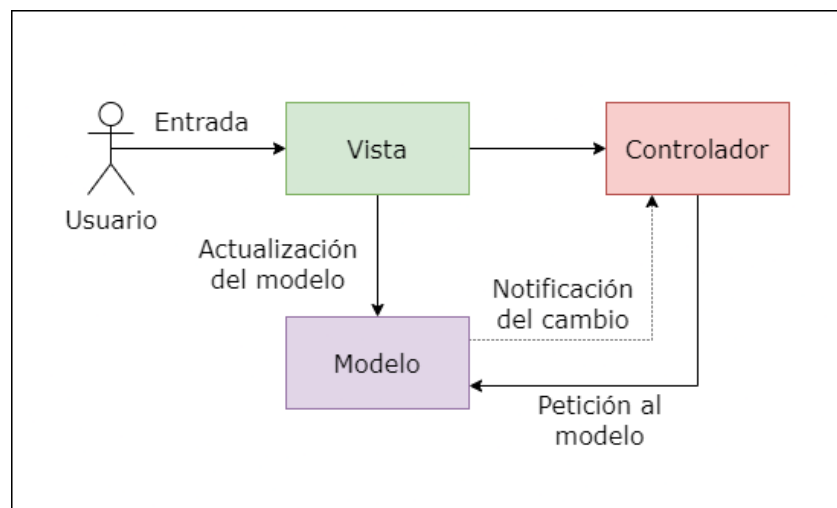 Entrada
Vista
Controlador
Usuario
Actualización
del modelo
Notificación
del cambio
Modelo
Petición al
modelo